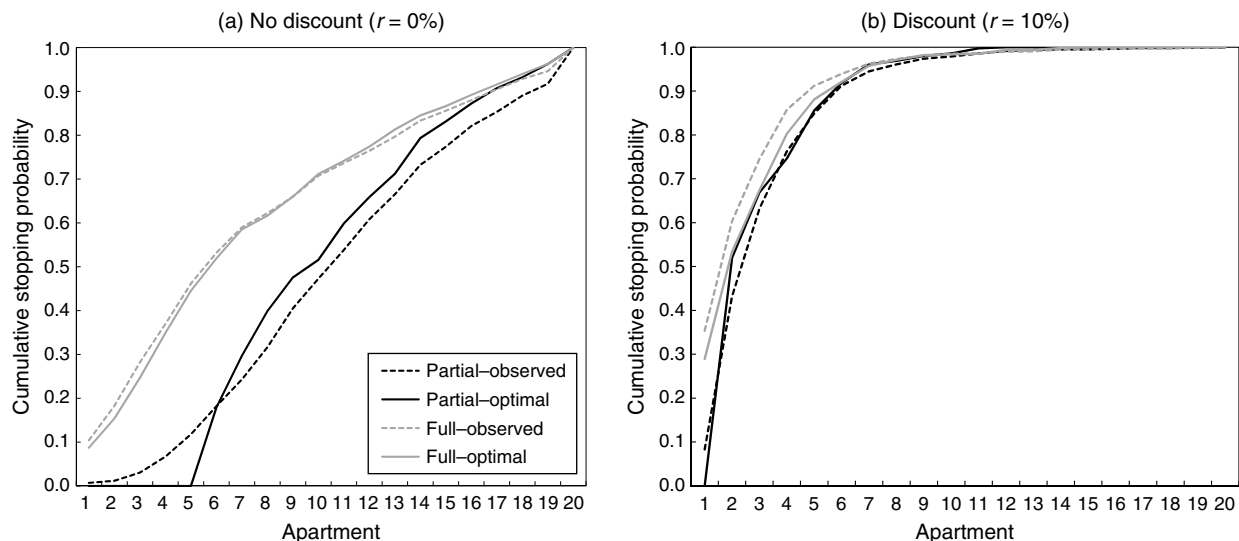 (a) No discount (r = 0%)
Cumulative stopping probability
1.0
0.9
0.8
0.7
0.6
0.5
0.4
0.3
0.2
0.1
0.0
Partial–observed
Partial–optimal
Full–observed
Full–optimal
1 2 3 4 5 6 7 8 9 10 11 12 13 14 15 16 17 18 19 20
Apartment
(b) Discount (r = 10%)
Cumulative stopping probability
1.0
0.9
0.8
0.7
0.6
0.5
0.4
0.3
0.2
0.1
0.0
1 2 3 4 5 6 7 8 9 10 11 12 13 14 15 16 17 18 19 20
Apartment